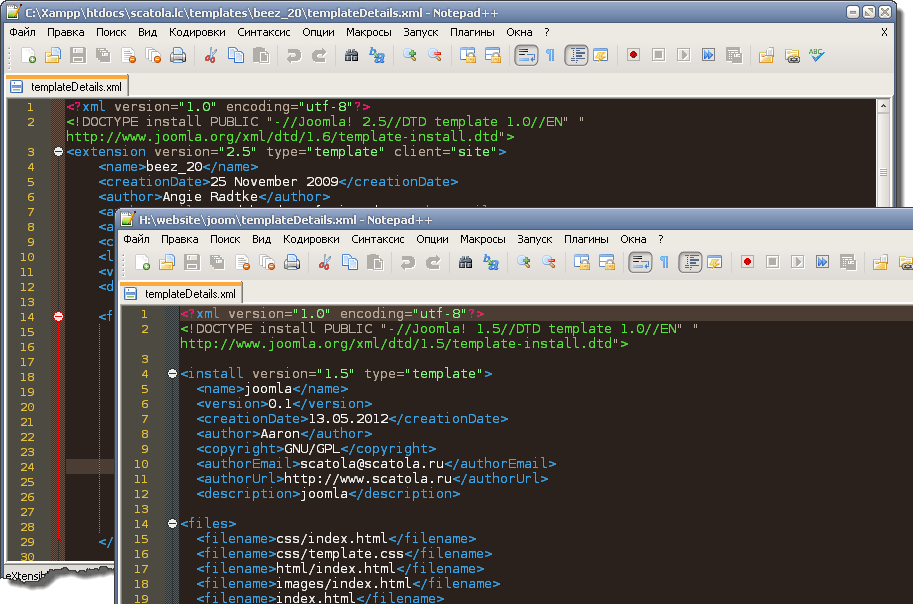 C:\Xampp\htdocs\scatola.lc\templates\beez_20\templateDetails.xml - Notepad++
Файл Правка Поиск Вид Кодировки Синтаксис Опции Макросы Запуск Плагины Окна ? X
templateDetails.xml
1 <?xml version="1.0" encoding="utf-8"?>
2 <!DOCTYPE install PUBLIC "-//Joomla! 2.5//DTD template 1.0//EN" "
http://www.joomla.org/xml/dtd/1.6/template-install.dtd">
3 <extension version="2.5" type="template" client="site">
4 <name>beez_20</name>
5 <creationDate>25 November 2009</creationDate>
6 <author>Angie Radtke</author>
7 <a
8 <a
9 <c
10 <l
11 <v
12 <d
13
14 <f
15
16
17
18
19
20
21
22
23
24
25
26
27
28
29 </
30
eXtensib
H:\website\joom\templateDetails.xml - Notepad++
Файл Правка Поиск Вид Кодировки Синтаксис Опции Макросы Запуск Плагины Окна ?
templateDetails.xml
1 <?xml version="1.0" encoding="utf-8"?>
2 <!DOCTYPE install PUBLIC "-//Joomla! 1.5//DTD template 1.0//EN" "
http://www.joomla.org/xml/dtd/1.5/template-install.dtd">
3
4 <install version="1.5" type="template">
5 <name>joomla</name>
6 <version>0.1</version>
7 <creationDate>13.05.2012</creationDate>
8 <author>Aaron</author>
9 <copyright>GNU/GPL</copyright>
10 <authorEmail>scatola@scatola.ru</authorEmail>
11 <authorUrl>http://www.scatola.ru</authorUrl>
12 <description>joomla</description>
13
14 <files>
15 <filename>css/index.html</filename>
16 <filename>css/template.css</filename>
17 <filename>html/index.html</filename>
18 <filename>images/index.html</filename>
19 <filename>index.html</filename>